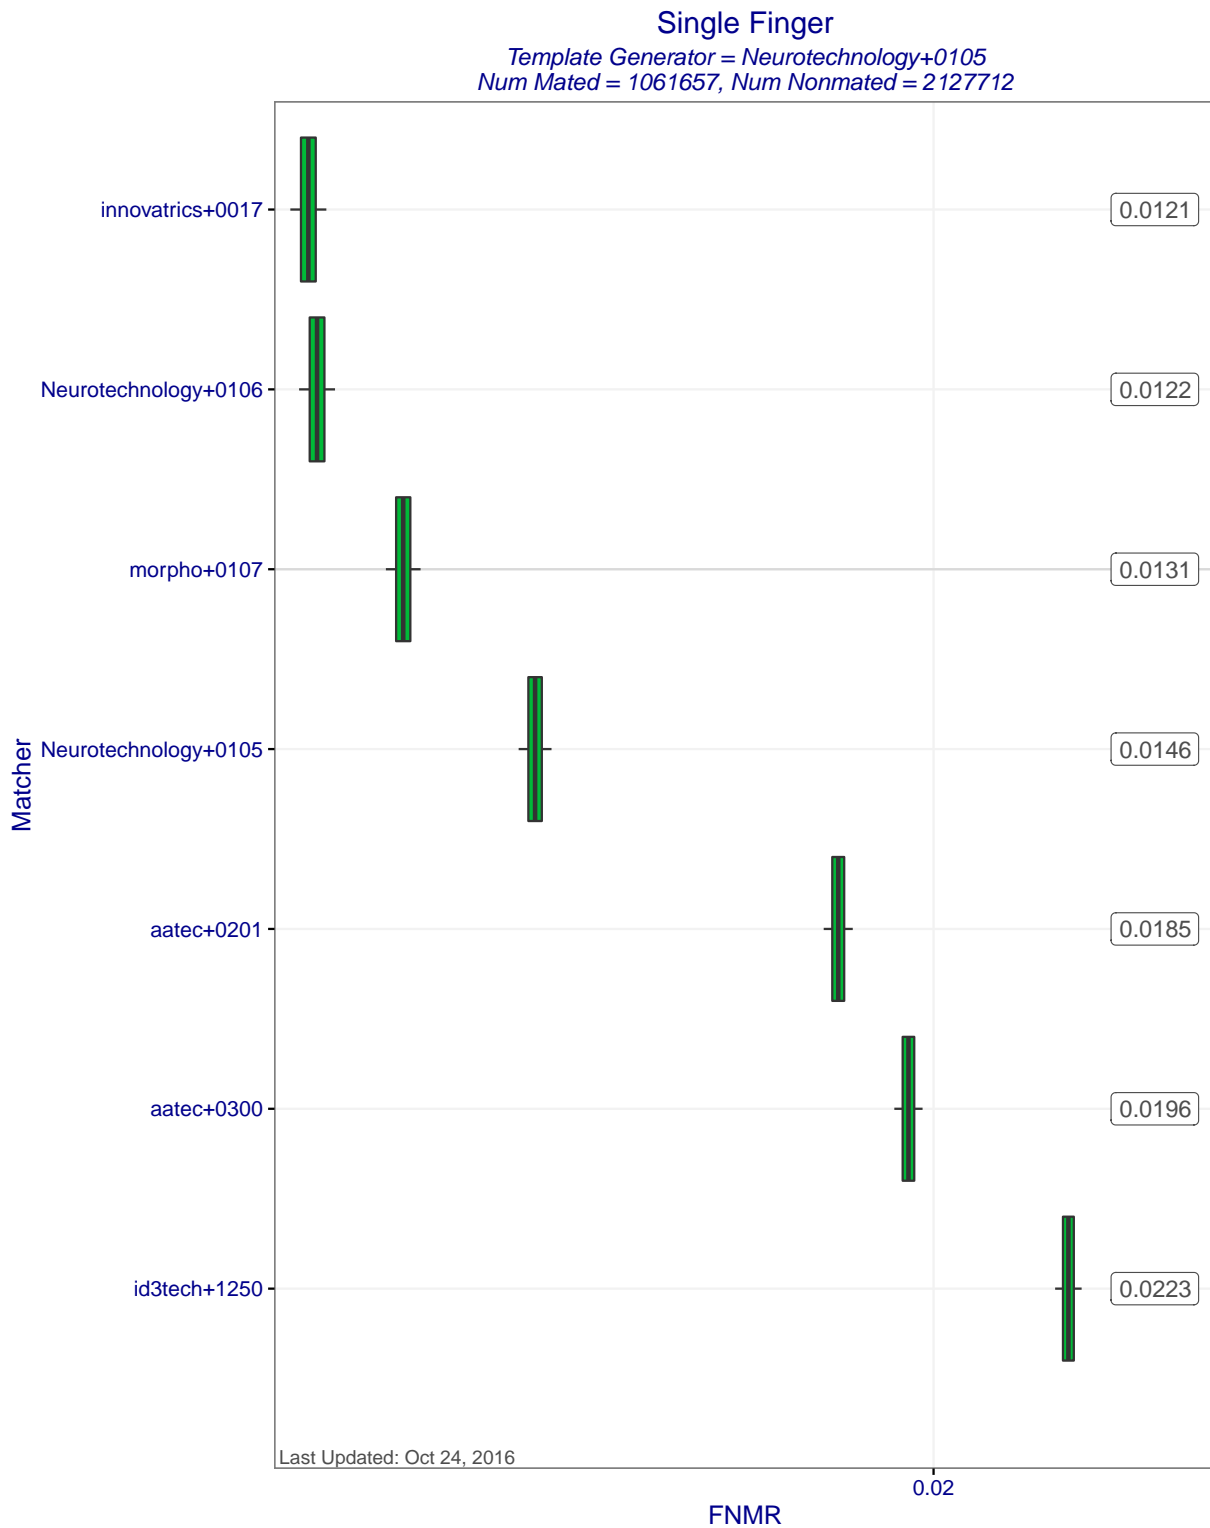 Single Finger
Template Generator = Neurotechnology+0105
Num Mated = 1061657, Num Nonmated = 2127712
innovatrics+0017
0.0121
Neurotechnology+0106
0.0122
morpho+0107
0.0131
Neurotechnology+0105
0.0146
Matcher
aatec+0201
0.0185
aatec+0300
0.0196
id3tech+1250
0.0223
Last Updated: Oct 24, 2016
0.02
FNMR